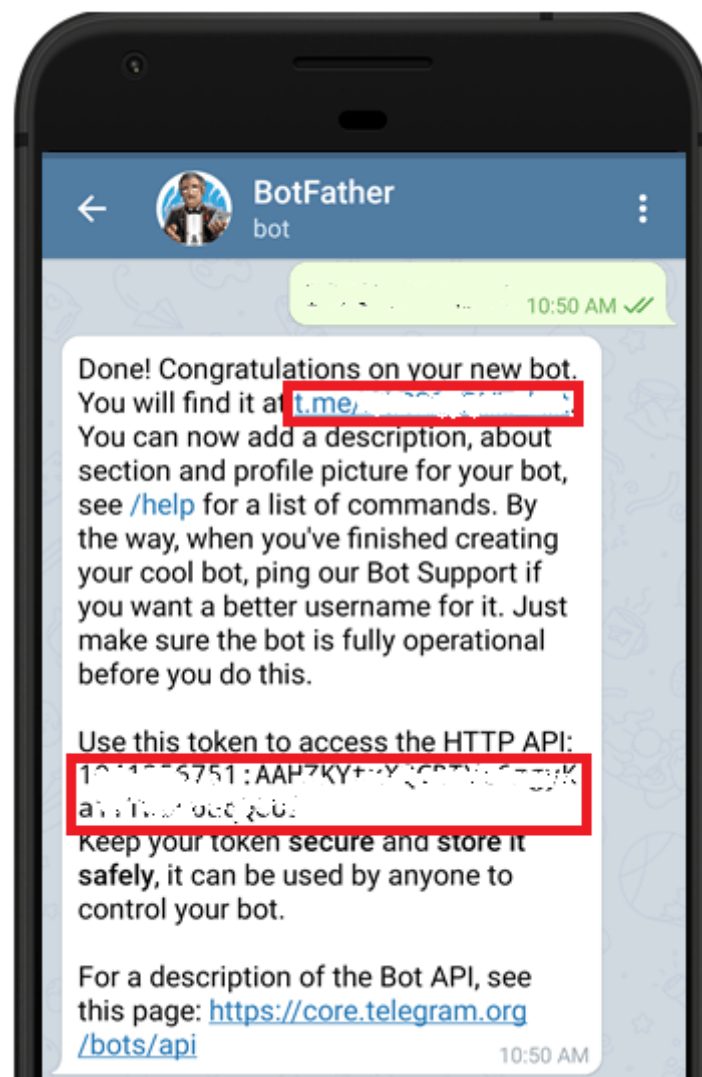 BotFather
bot
10:50 AM
Done! Congratulations on your new bot.
You will find it at t.me/
You can now add a description, about
section and profile picture for your bot,
see /help for a list of commands. By
the way, when you've finished creating
your cool bot, ping our Bot Support if
you want a better username for it. Just
make sure the bot is fully operational
before you do this.
Use this token to access the HTTP API:
Keep your token secure and store it
safely, it can be used by anyone to
control your bot.
For a description of the Bot API, see
this page: https://core.telegram.org
/bots/api
10:50 AM